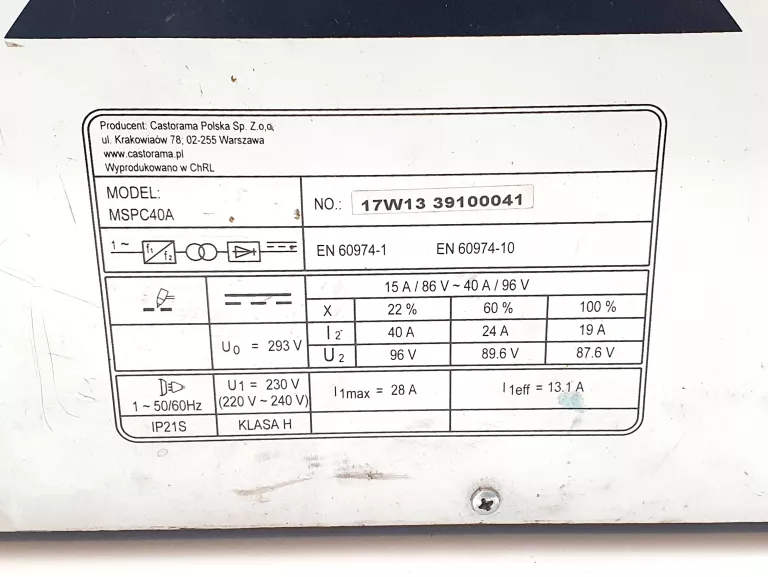 Producent: Castorama Polska Sp. Z.o.o.
ul. Krakowiaów 78; 02-255 Warszawa
www.castorama.pl
Wyprodukowano w ChRL
MODEL:
MSPC40A
NO.: 17W13 39100041
1~ f1 f2
EN 60974-1 EN 60974-10
15 A / 86 V ~ 40 A / 96 V
X 22 % 60 % 100 %
U0 = 293 V
I2 40 A 24 A 19 A
U2 96 V 89.6 V 87.6 V
1 ~ 50/60Hz
U1 = 230 V
(220 V ~ 240 V)
I1max = 28 A
I1eff = 13.1 A
IP21S KLASA H